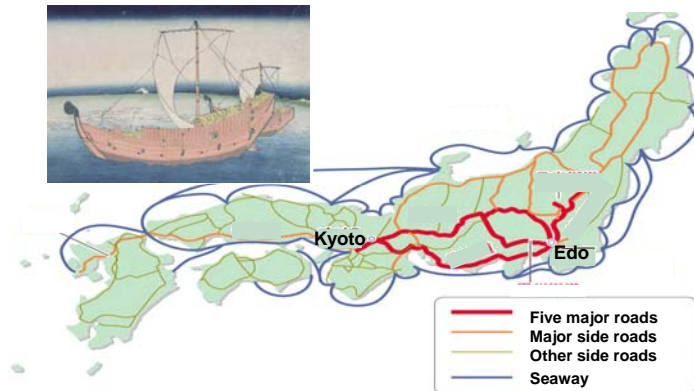 Kyoto
Edo
Five major roads
Major side roads
Other side roads
Seaway